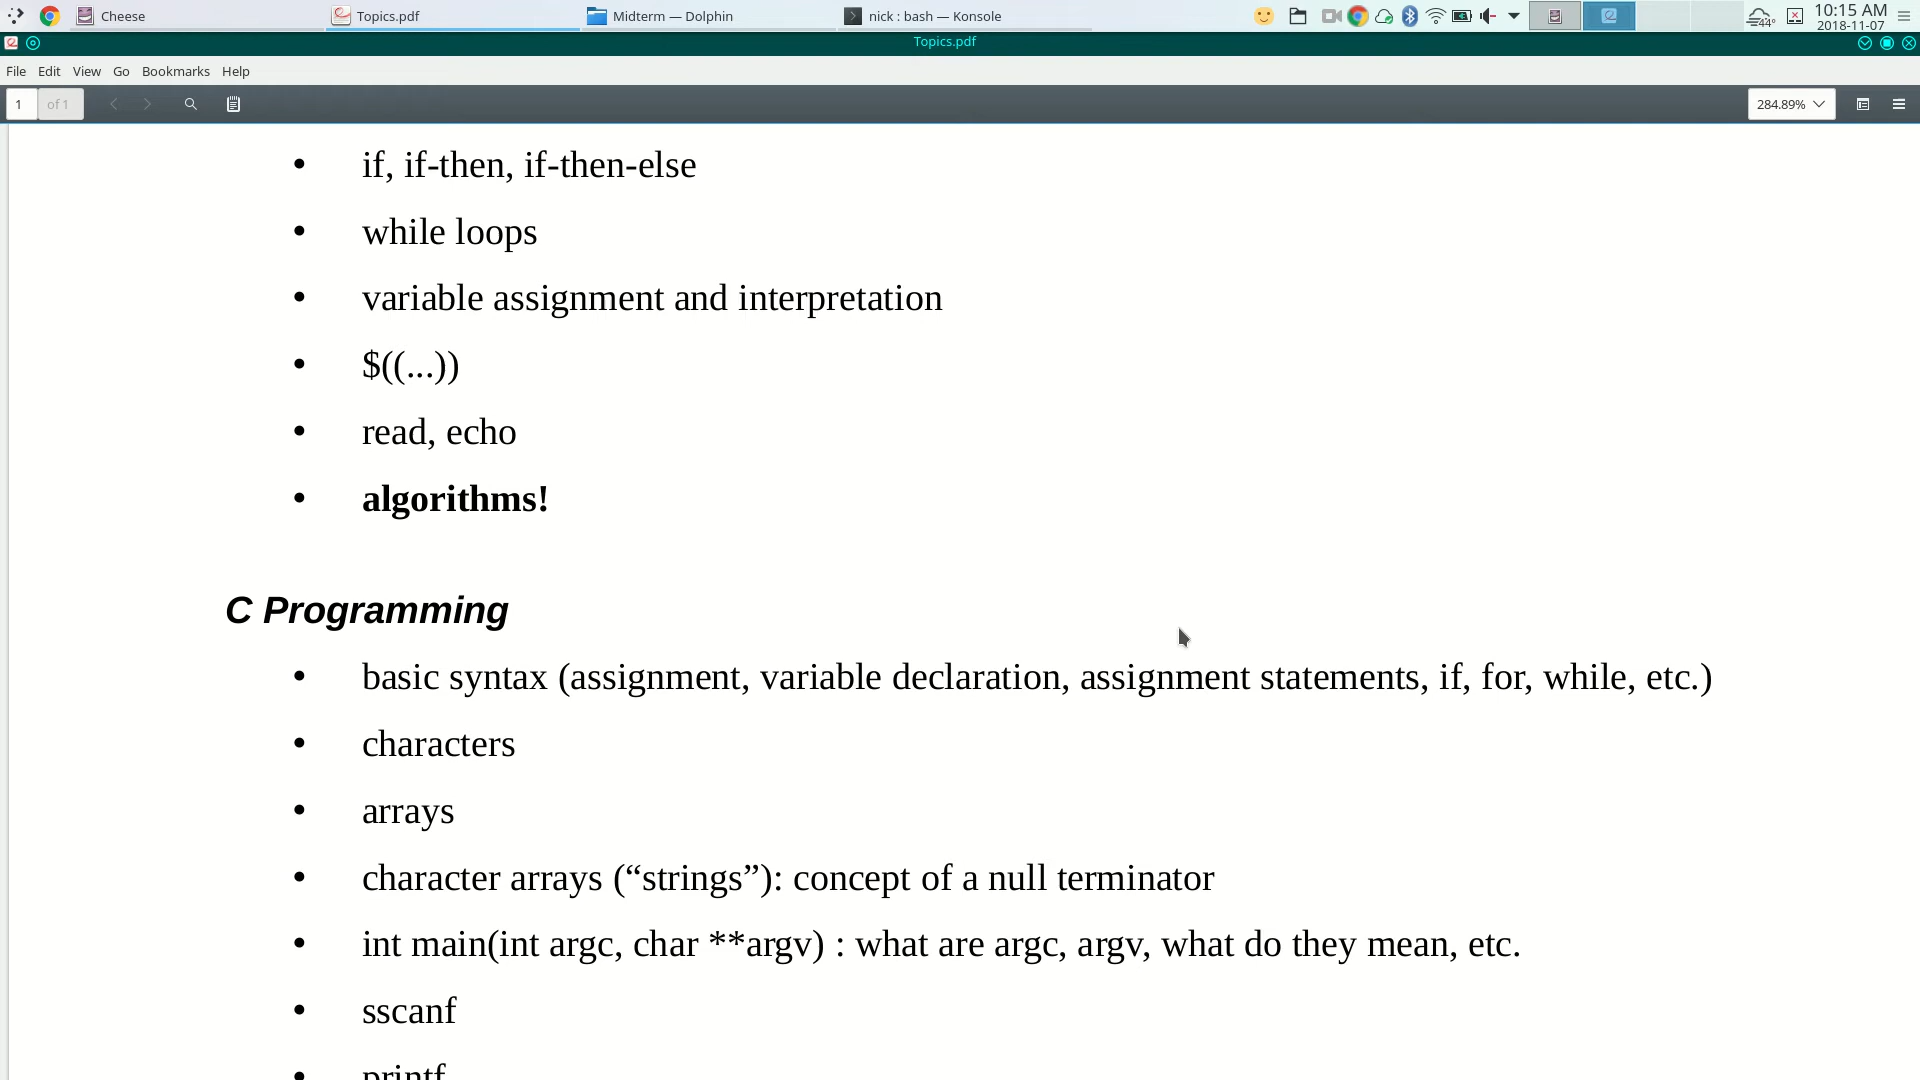 Cheese
Topics.pdf
Midterm — Dolphin
nick : bash — Konsole
44°
10:15 AM
2018-11-07
Topics.pdf
File Edit View Go Bookmarks Help
1 of 1
284.89%
• if, if-then, if-then-else
• while loops
• variable assignment and interpretation
• $((...))
• read, echo
• algorithms!
C Programming
• basic syntax (assignment, variable declaration, assignment statements, if, for, while, etc.)
• characters
• arrays
• character arrays (“strings”): concept of a null terminator
• int main(int argc, char **argv) : what are argc, argv, what do they mean, etc.
• sscanf
• printf